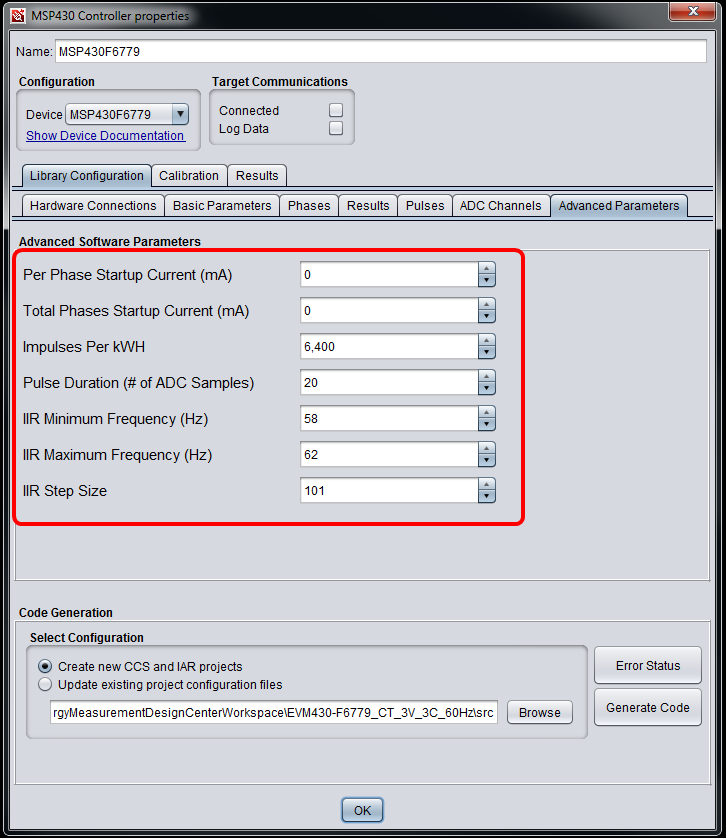 MSP430 Controller properties
Name: MSP430F6779
Configuration
Target Communications
Device MSP430F6779
Show Device Documentation
Connected
Log Data
Library Configuration Calibration Results
Hardware Connections Basic Parameters Phases Results Pulses ADC Channels Advanced Parameters
Advanced Software Parameters
Per Phase Startup Current (mA) 0
Total Phases Startup Current (mA) 0
Impulses Per kWH 6,400
Pulse Duration (# of ADC Samples) 20
IIR Minimum Frequency (Hz) 58
IIR Maximum Frequency (Hz) 62
IIR Step Size 101
Code Generation
Select Configuration
Create new CCS and IAR projects
Update existing project configuration files
rgyMeasurementDesignCenterWorkspace\EVM430-F6779_CT_3V_3C_60Hz\src Browse
Error Status
Generate Code
OK